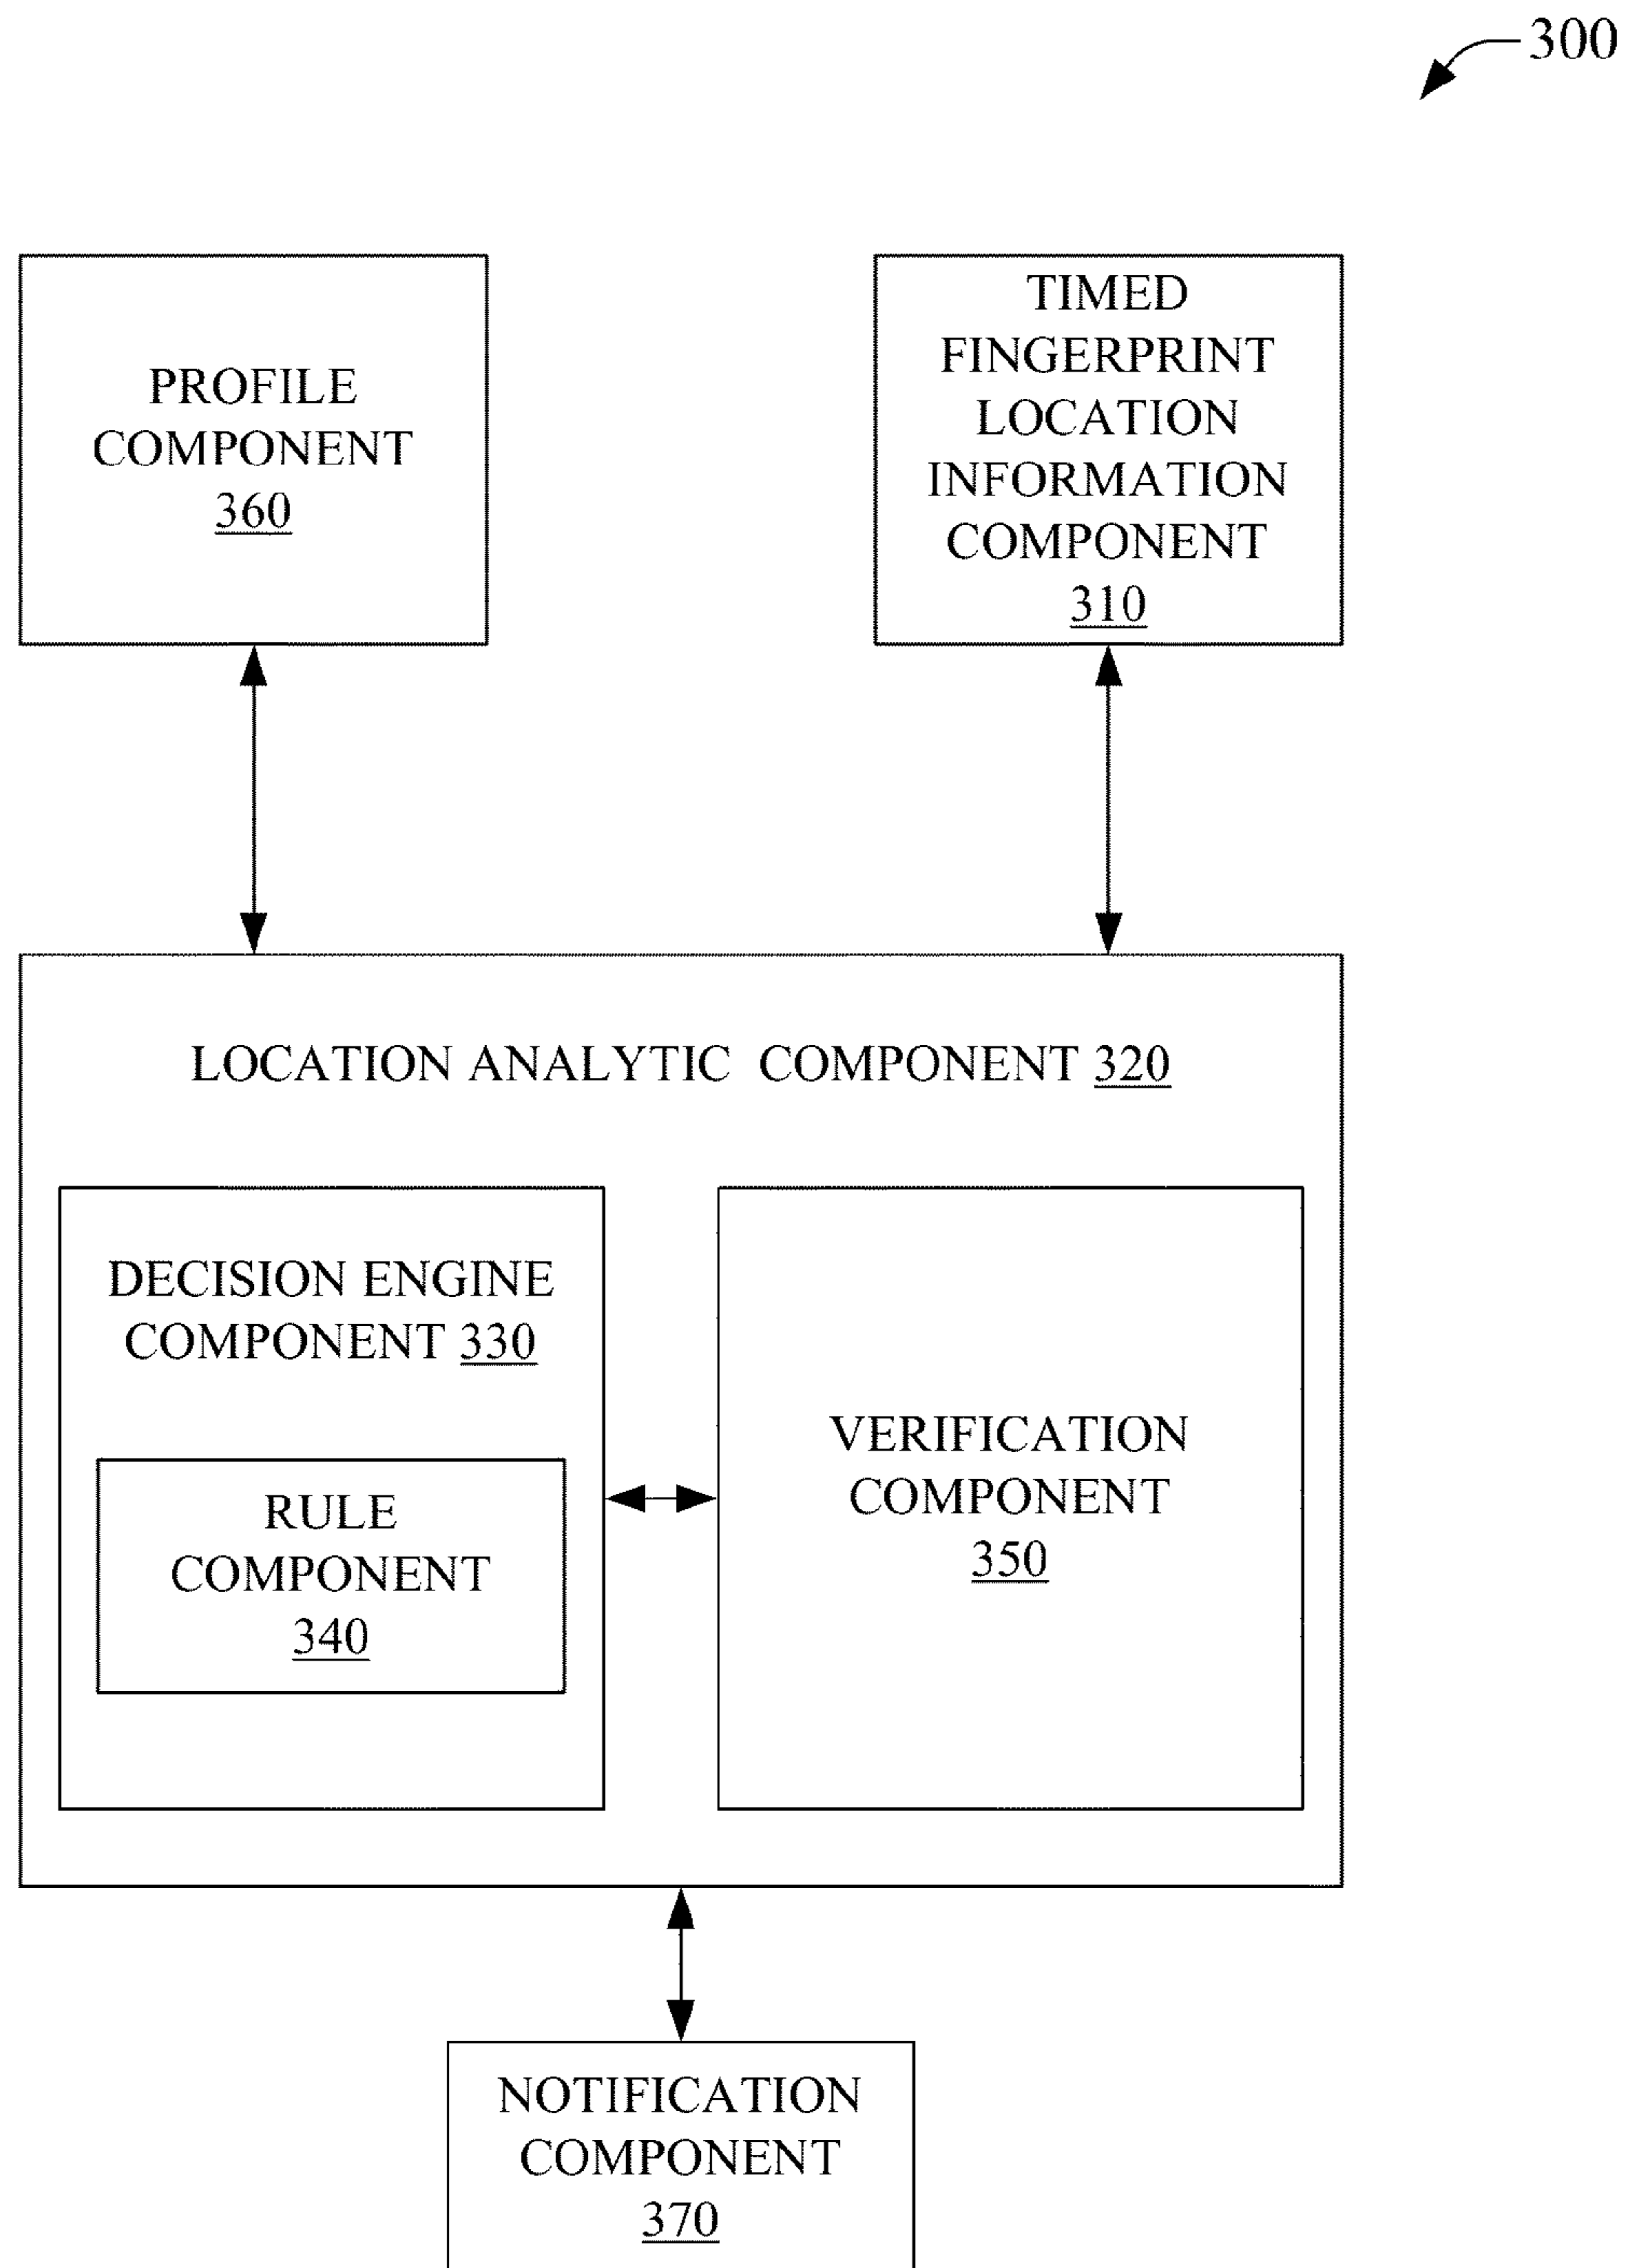 300
PROFILE
COMPONENT
360
TIMED
FINGERPRINT
LOCATION
INFORMATION
COMPONENT
310
LOCATION ANALYTIC COMPONENT 320
DECISION ENGINE
COMPONENT 330
RULE
COMPONENT
340
VERIFICATION
COMPONENT
350
NOTIFICATION
COMPONENT
370